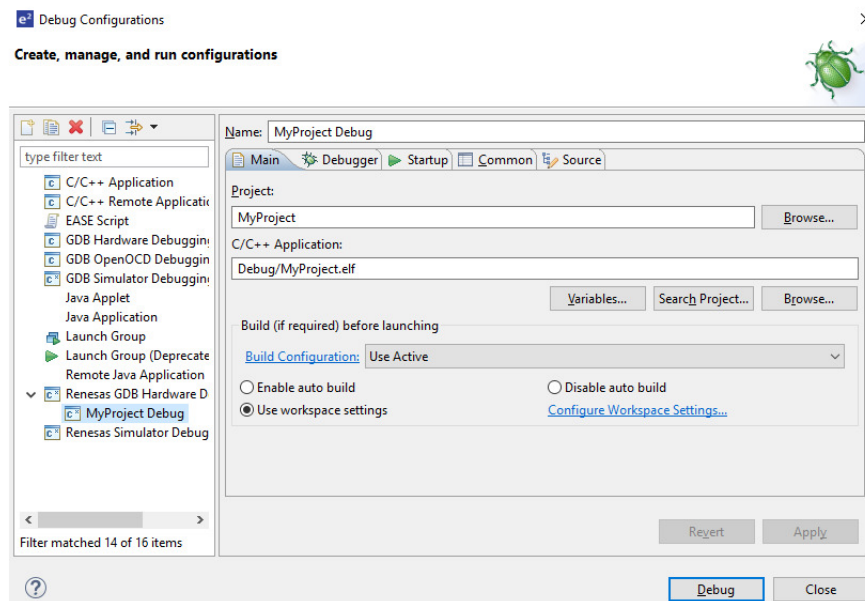 e² Debug Configurations
Create, manage, and run configurations
type filter text
C/C++ Application
C/C++ Remote Applicatio
EASE Script
GDB Hardware Debugging
GDB OpenOCD Debuggin
GDB Simulator Debugging
Java Applet
Java Application
Launch Group
Launch Group (Deprecate
Remote Java Application
Renesas GDB Hardware D
MyProject Debug
Renesas Simulator Debug
Filter matched 14 of 16 items
Name: MyProject Debug
Main Debugger Startup Common Source
Project:
MyProject Browse...
C/C++ Application:
Debug/MyProject.elf
Variables... Search Project... Browse...
Build (if required) before launching
Build Configuration: Use Active
Enable auto build Disable auto build
Use workspace settings Configure Workspace Settings...
Revert Apply
? Debug Close